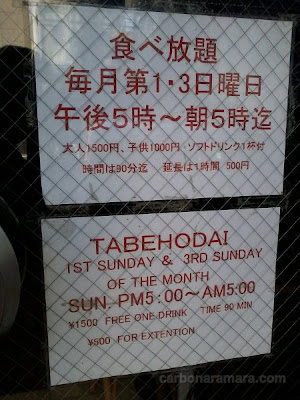 食べ放題
毎月第1・3日曜日
午後5時〜朝5時迄
大人1500円、子供1000円 ソフトドリンク1杯付
時間は90分迄 延長は1時間 500円
TABEHODAI
1ST SUNDAY & 3RD SUNDAY
OF THE MONTH
SUN. PM5:00〜AM5:00
¥1500 FREE ONE DRINK TIME 90 MIN
¥500 FOR EXTENTION
carbonaramara.com